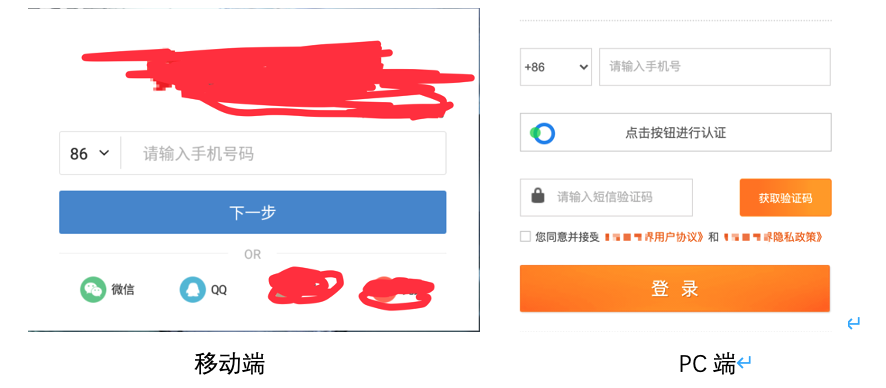 86
请输入手机号码
下一步
OR
微信
QQ
移动端
+86
请输入手机号
点击按钮进行认证
请输入短信验证码
获取验证码
您同意并接受 用户协议》和 隐私政策》
登 录
PC 端